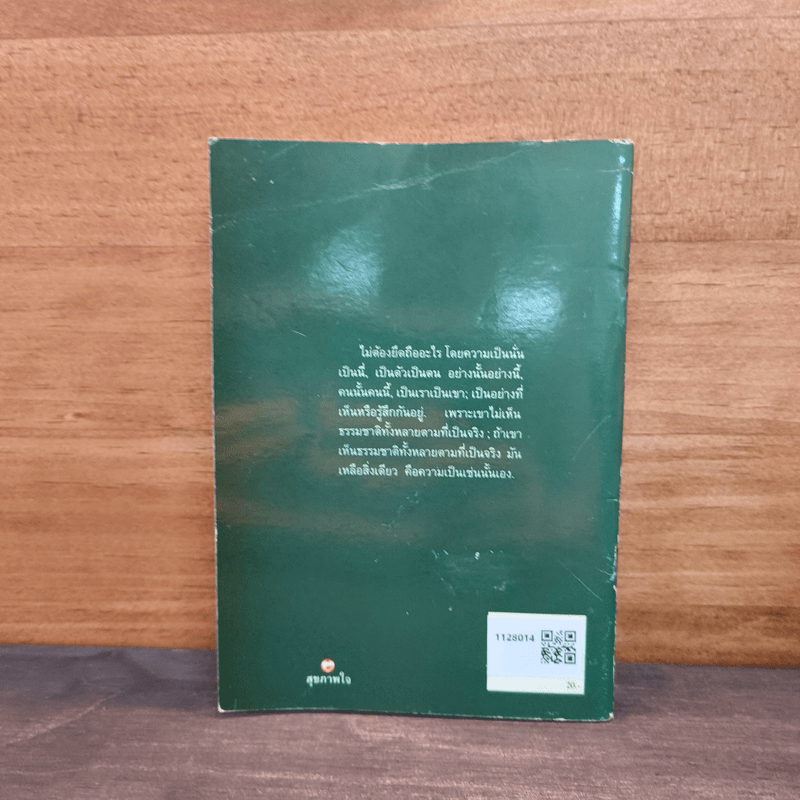 ไม่ต้องยึดถืออะไร โดยความเป็นนั่น
เป็นนี่, เป็นตัวเป็นตน อย่างนั้นอย่างนี้,
คนนั้นคนนี้, เป็นเราเป็นเขา; เป็นอย่างที่
เห็นหรือรู้สึกกันอยู่. เพราะเขาไม่เห็น
ธรรมชาติทั้งหลายตามที่เป็นจริง ; ถ้าเขา
เห็นธรรมชาติทั้งหลายตามที่เป็นจริง มัน
เหลือสิ่งเดียว คือความเป็นเช่นนั้นเอง.
1128014
20.-
สุขภาพใจ